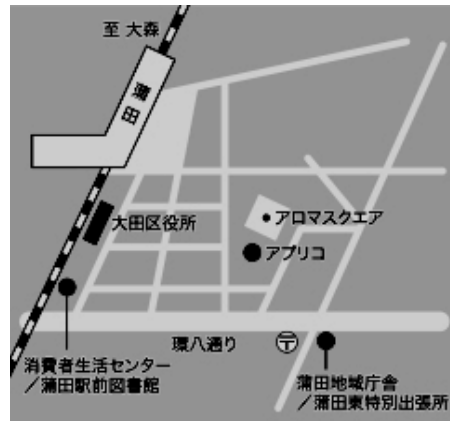 至 大森
蒲田
大田区役所
アロマスクエア
アプリコ
環八通り
〒
消費者生活センター
／蒲田駅前図書館
蒲田地域庁舎
／蒲田東特別出張所